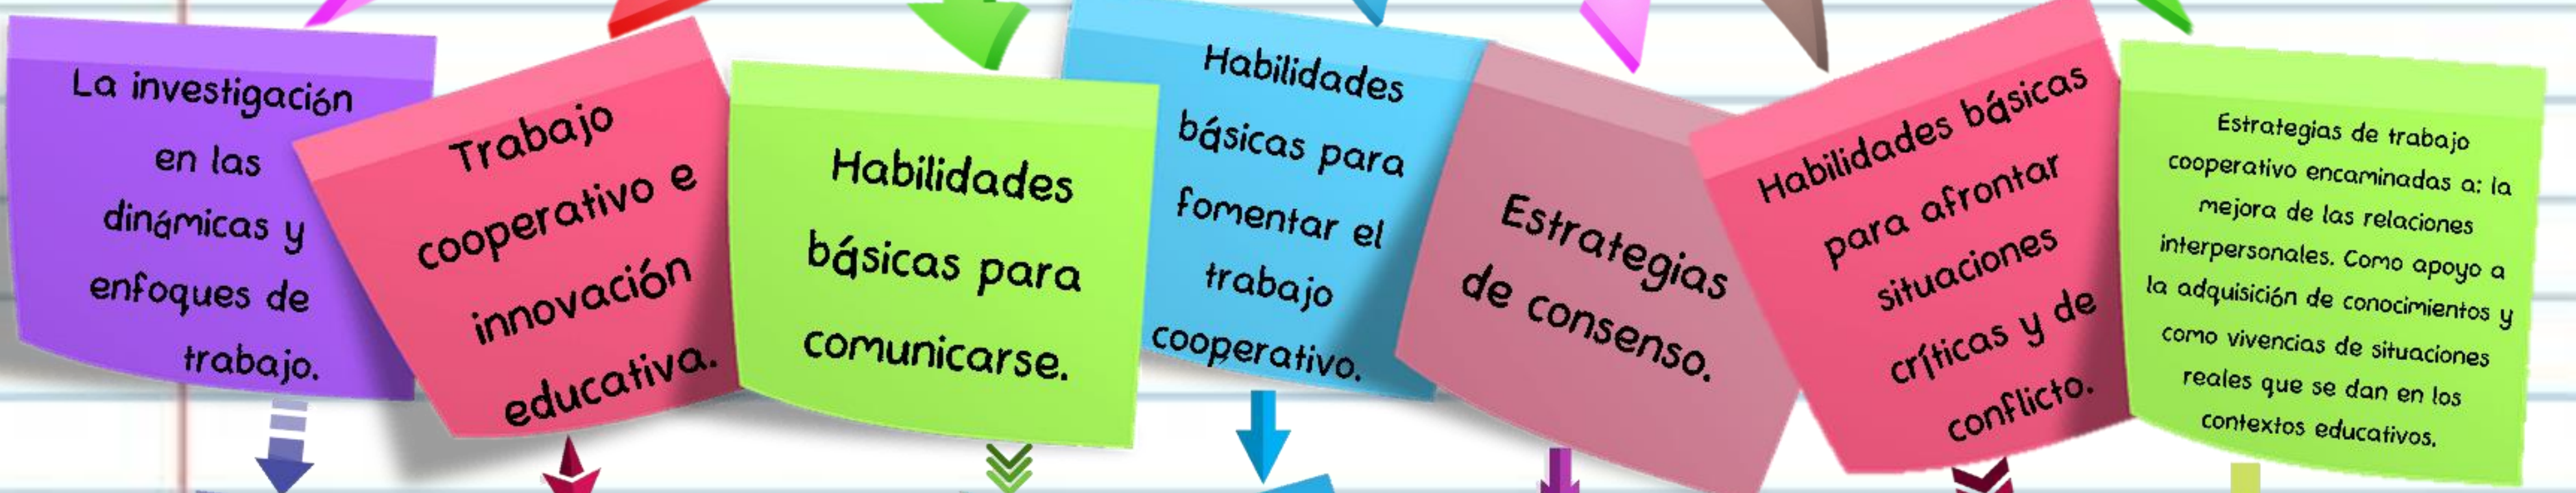 La investigación
en las
dinámicas y
enfoques de
trabajo.
Trabajo
cooperativo e
innovación
educativa.
Habilidades
básicas para
comunicarse.
Habilidades
básicas para
fomentar el
trabajo
cooperativo.
Estrategias
de consenso.
Habilidades básicas
para afrontar
situaciones
críticas y de
conflicto.
Estrategias de trabajo
cooperativo encaminadas a: la
mejora de las relaciones
interpersonales. Como apoyo a
la adquisición de conocimientos y
como vivencias de situaciones
reales que se dan en los
contextos educativos.